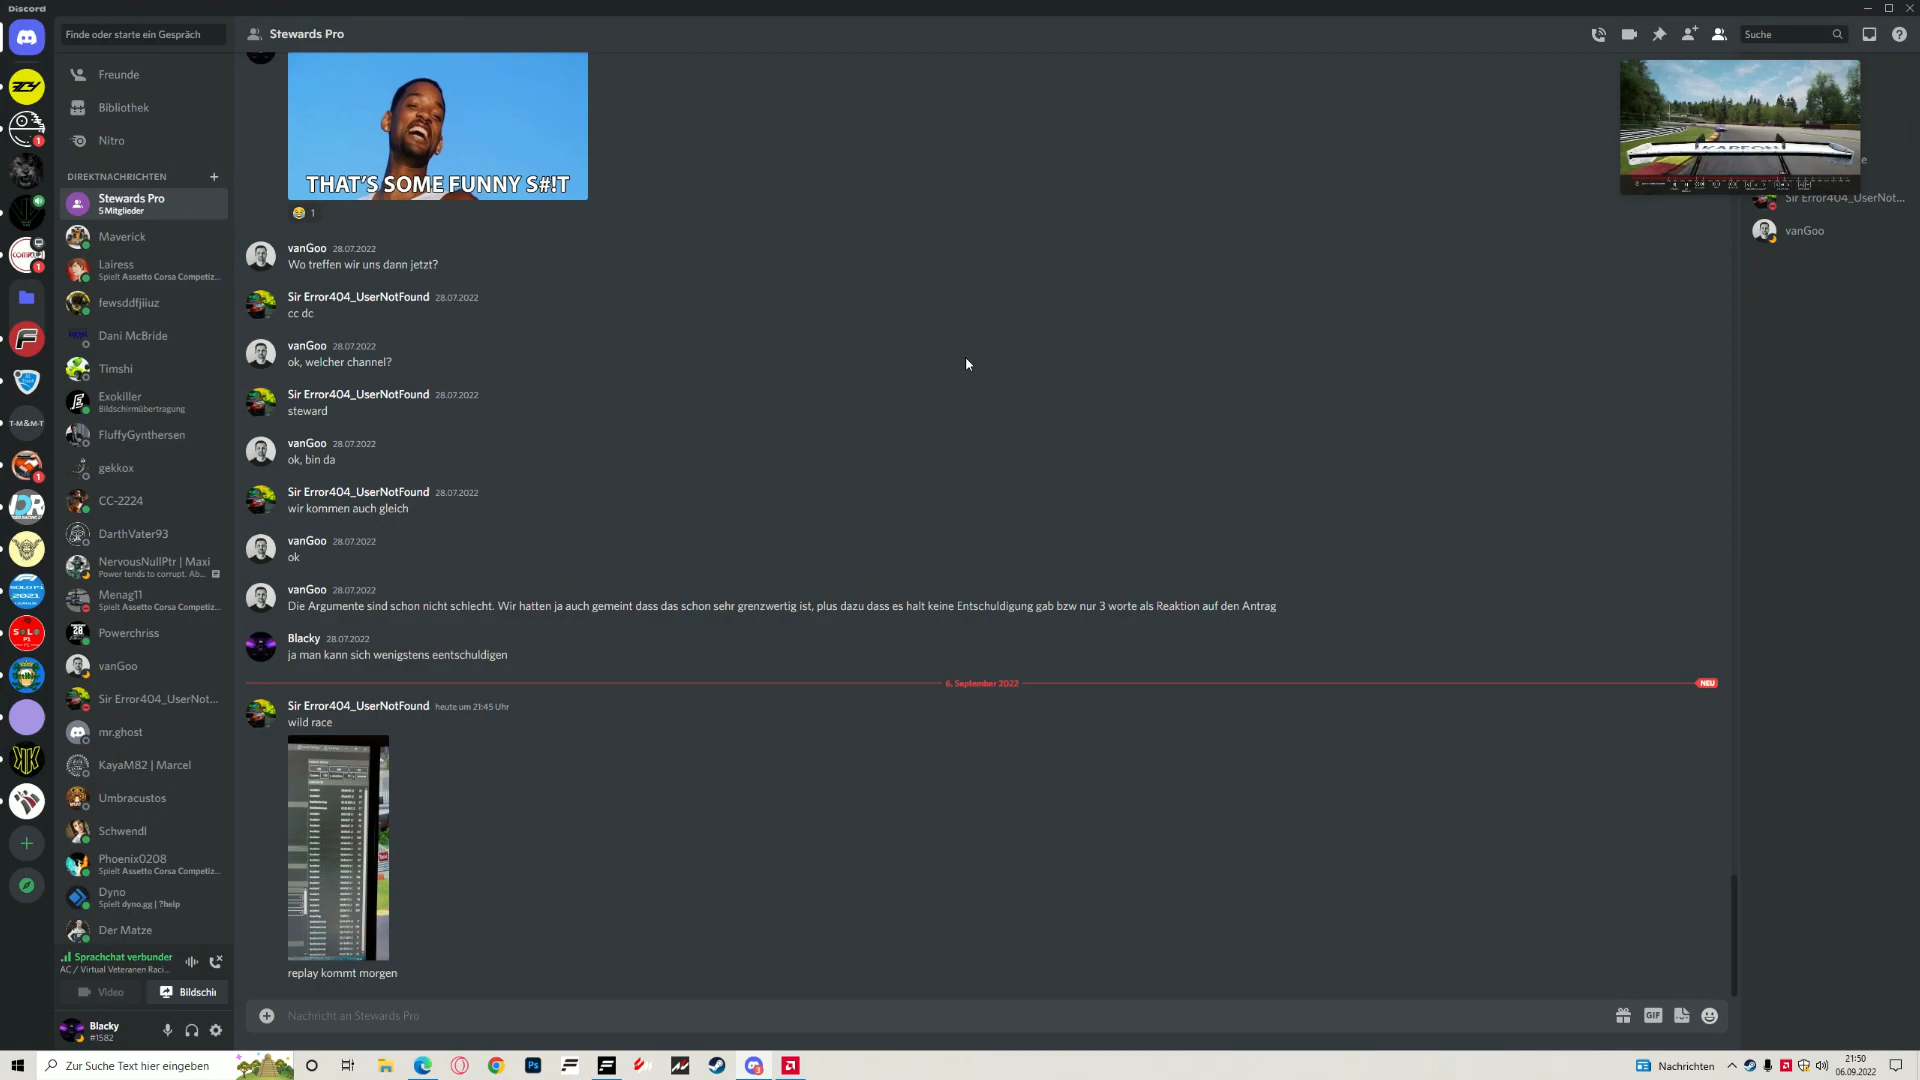 Discord
Finde oder starte ein Gespräch
Freunde
Bibliothek
Nitro
DIREKTNACHRICHTEN
Stewards Pro
5 Mitglieder
Maverick
Lairess
Spielt Assetto Corsa Competiz...
fewsddfjiiuz
Dani McBride
Timshi
Exokiller
Bildschirmübertragung
FluffyGynthersen
gekkox
CC-2224
DarthVater93
NervousNullPtr | Maxi
Power tends to corrupt. Ab...
Menag11
Spielt Assetto Corsa Competiz...
Powerchriss
vanGoo
Sir Error404_UserNot...
mr.ghost
KayaM82 | Marcel
Umbracustos
Schwendl
Phoenix0208
Spielt Assetto Corsa Competiz...
Dyno
Spielt dyno.gg | ?help
Der Matze
Sprachchat verbunden
AC / Virtual Veteranen Raci...
Video
Bildschi
Blacky
#1582
T-M&M-T
SOLO P1
2021
Stewards Pro
Suche
THAT'S SOME FUNNY S#!T
1
vanGoo 28.07.2022
Wo treffen wir uns dann jetzt?
Sir Error404_UserNotFound 28.07.2022
cc dc
vanGoo 28.07.2022
ok, welcher channel?
Sir Error404_UserNotFound 28.07.2022
steward
vanGoo 28.07.2022
ok, bin da
Sir Error404_UserNotFound 28.07.2022
wir kommen auch gleich
vanGoo 28.07.2022
ok
vanGoo 28.07.2022
Die Argumente sind schon nicht schlecht. Wir hatten ja auch gemeint dass das schon sehr grenzwertig ist, plus dazu dass es halt keine Entschuldigung gab bzw nur 3 worte als Reaktion auf den Antrag
Blacky 28.07.2022
ja man kann sich wenigstens eentschuldigen
6. September 2022
NEU
Sir Error404_UserNotFound heute um 21:45 Uhr
wild race
replay kommt morgen
Nachricht an Stewards Pro
GIF
Sir Error404_UserNot...
vanGoo
Zur Suche Text hier eingeben
Nachrichten
21:50
06.09.2022